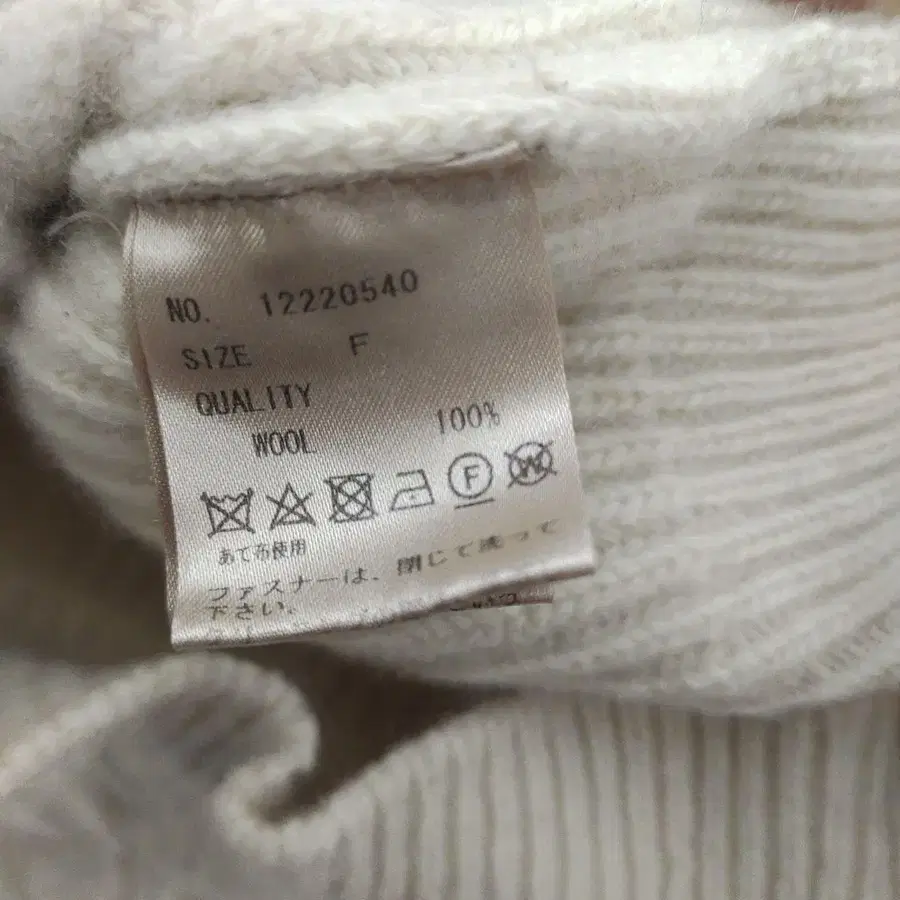 NO. 12220540
SIZE F
QUALITY
WOOL 100%
F W
あて布使用
ファスナーは、閉じて洗って
下さい。